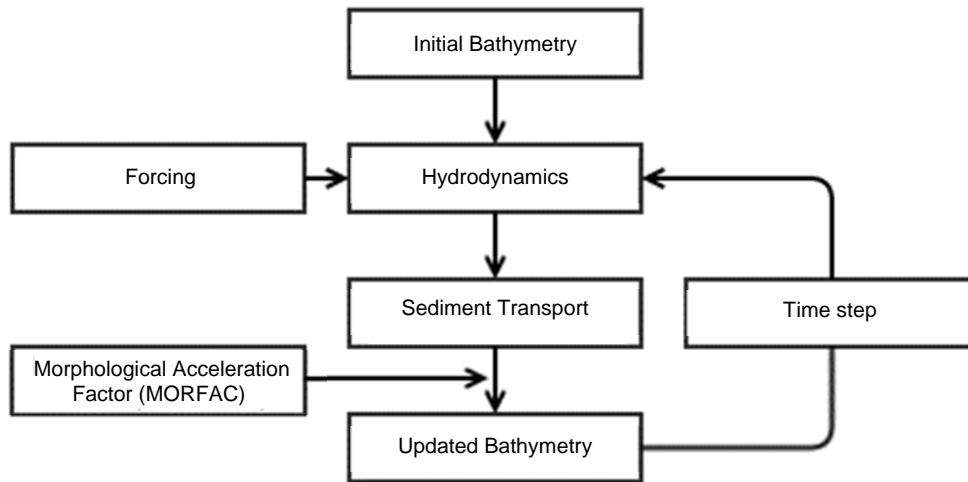 Initial Bathymetry
Forcing
Hydrodynamics
Sediment Transport
Time step
Morphological Acceleration
Factor (MORFAC)
Updated Bathymetry